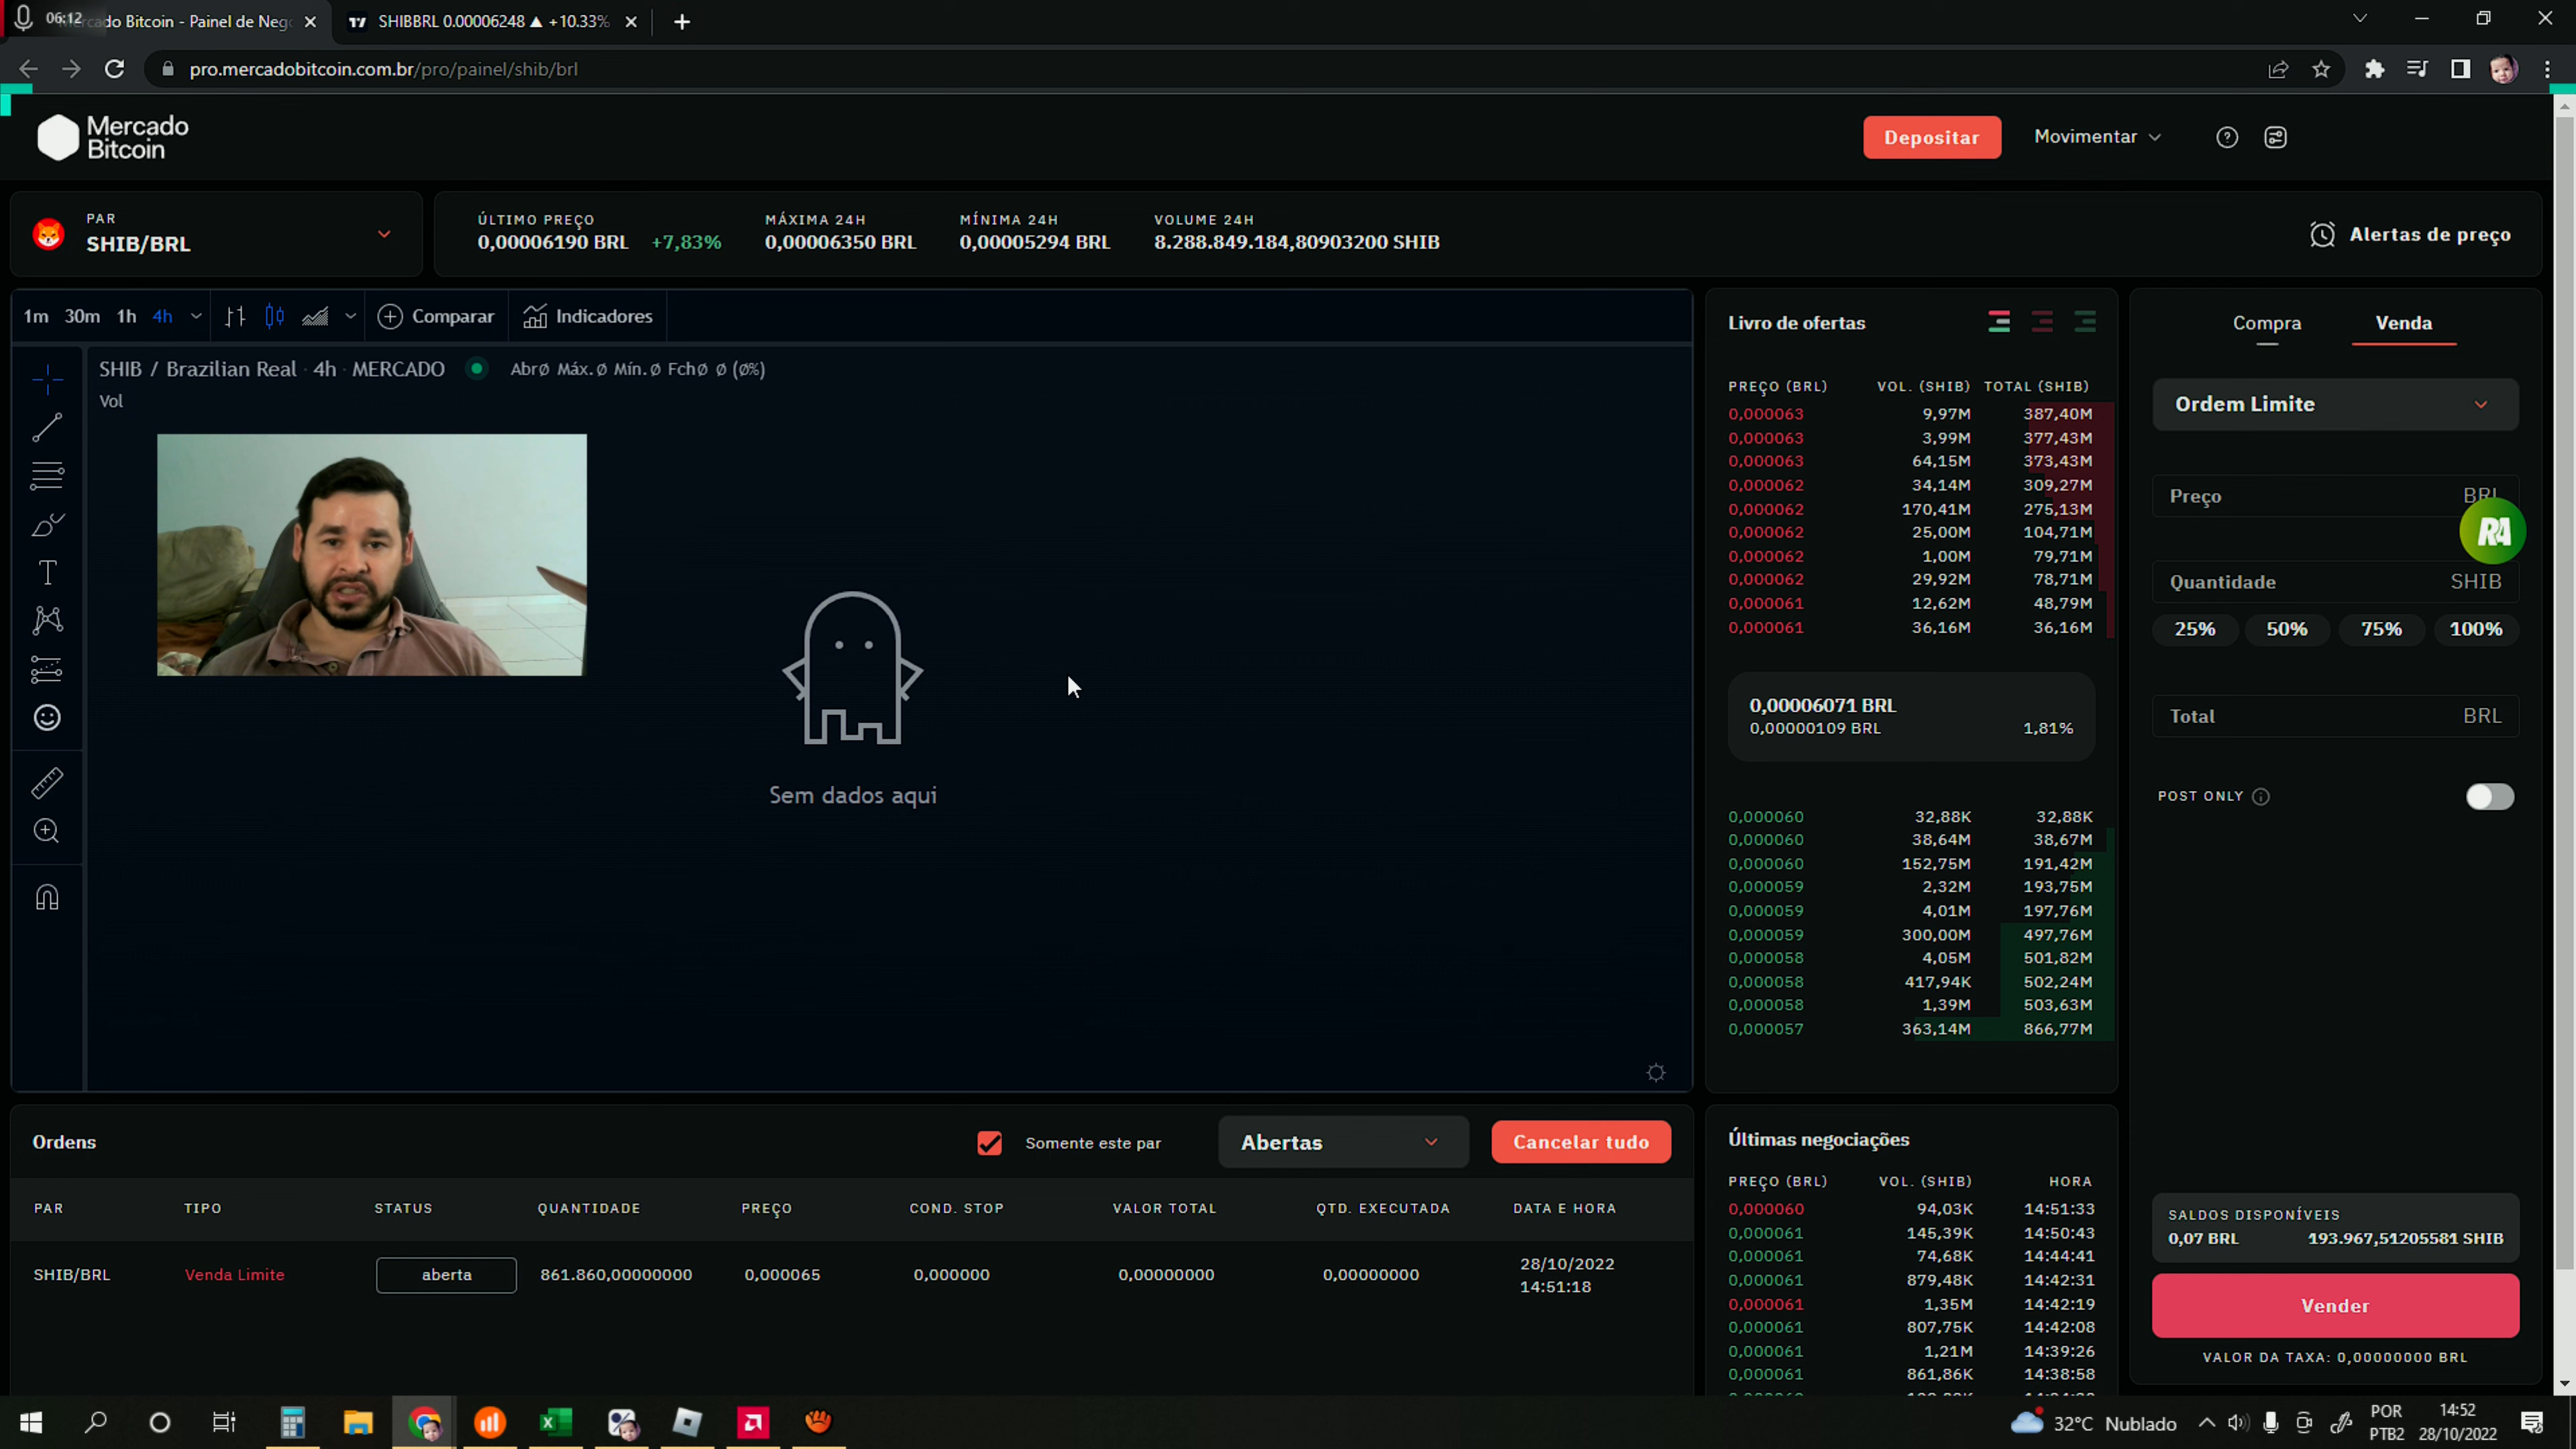 06:12
Mercado Bitcoin - Painel de Neg
SHIBBRL 0.00006248 ▲ +10.33%
pro.mercadobitcoin.com.br/pro/painel/shib/brl
Mercado
Bitcoin
Depositar
Movimentar
PAR
SHIB/BRL
ÚLTIMO PREÇO
0,00006190 BRL +7,83%
MÁXIMA 24H
0,00006350 BRL
MÍNIMA 24H
0,00005294 BRL
VOLUME 24H
8.288.849.184,80903200 SHIB
Alertas de preço
1m 30m 1h 4h
Comparar
Indicadores
SHIB / Brazilian Real · 4h · MERCADO
AbrØ Máx.Ø Mín.Ø FchØ Ø (Ø%)
Vol
Sem dados aqui
Livro de ofertas
PREÇO (BRL) VOL. (SHIB) TOTAL (SHIB)
0,000063 9,97M 387,40M
0,000063 3,99M 377,43M
0,000063 64,15M 373,43M
0,000062 34,14M 309,27M
0,000062 170,41M 275,13M
0,000062 25,00M 104,71M
0,000062 1,00M 79,71M
0,000062 29,92M 78,71M
0,000061 12,62M 48,79M
0,000061 36,16M 36,16M
0,00006071 BRL
0,00000109 BRL 1,81%
0,000060 32,88K 32,88K
0,000060 38,64M 38,67M
0,000060 152,75M 191,42M
0,000059 2,32M 193,75M
0,000059 4,01M 197,76M
0,000059 300,00M 497,76M
0,000058 4,05M 501,82M
0,000058 417,94K 502,24M
0,000058 1,39M 503,63M
0,000057 363,14M 866,77M
Compra Venda
Ordem Limite
Preço BRL
RA
Quantidade SHIB
25% 50% 75% 100%
Total BRL
POST ONLY
Ordens
Somente este par
Abertas
Cancelar tudo
PAR TIPO STATUS QUANTIDADE PREÇO COND. STOP VALOR TOTAL QTD. EXECUTADA DATA E HORA
SHIB/BRL Venda Limite aberta 861.860,00000000 0,000065 0,000000 0,00000000 0,00000000 28/10/2022
14:51:18
Últimas negociações
PREÇO (BRL) VOL. (SHIB) HORA
0,000060 94,03K 14:51:33
0,000061 145,39K 14:50:43
0,000061 74,68K 14:44:41
0,000061 879,48K 14:42:31
0,000061 1,35M 14:42:19
0,000061 807,75K 14:42:08
0,000061 1,21M 14:39:26
0,000061 861,86K 14:38:58
SALDOS DISPONÍVEIS
0,07 BRL 193.967,51205581 SHIB
Vender
VALOR DA TAXA: 0,00000000 BRL
32°C Nublado
POR
PTB2
14:52
28/10/2022